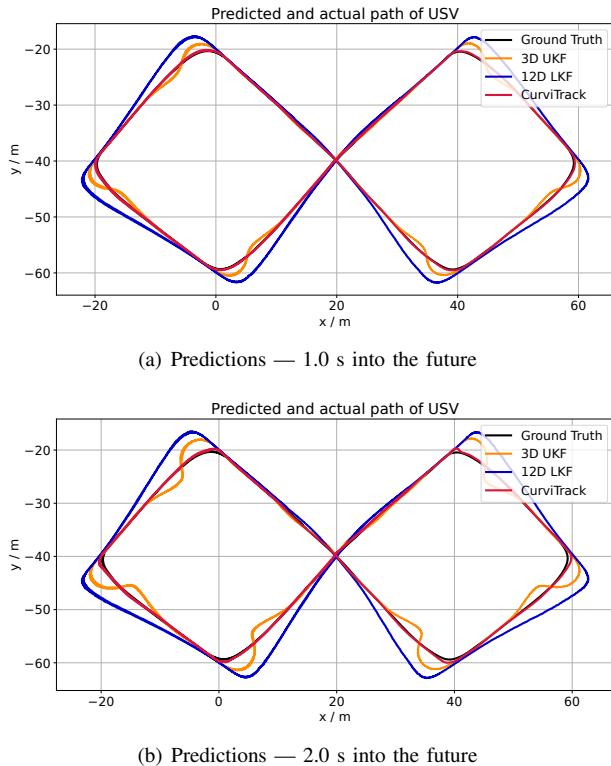 Predicted and actual path of USV
Ground Truth
3D UKF
12D LKF
CurviTrack
−20
−30
−40
−50
−60
y / m
−20 0 20 40 60
x / m
(a) Predictions — 1.0 s into the future
Predicted and actual path of USV
Ground Truth
3D UKF
12D LKF
CurviTrack
−20
−30
−40
−50
−60
y / m
−20 0 20 40 60
x / m
(b) Predictions — 2.0 s into the future